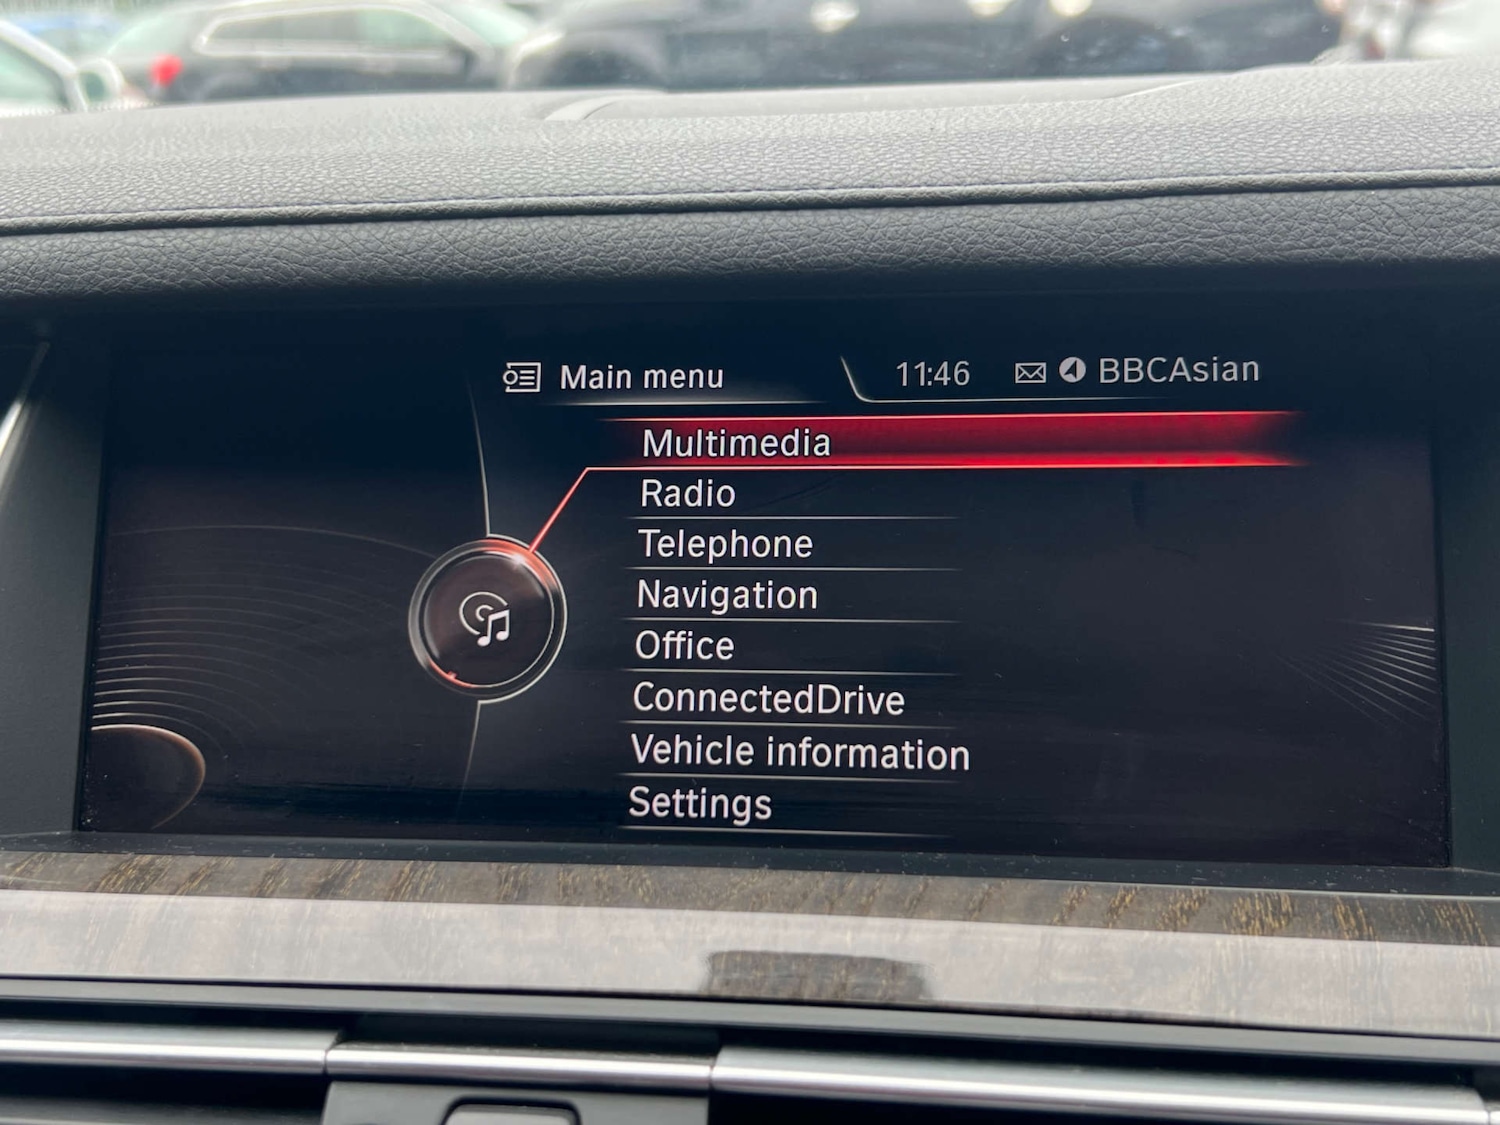 Main menu 11:46 BBCAsian
Multimedia
Radio
Telephone
Navigation
Office
ConnectedDrive
Vehicle information
Settings